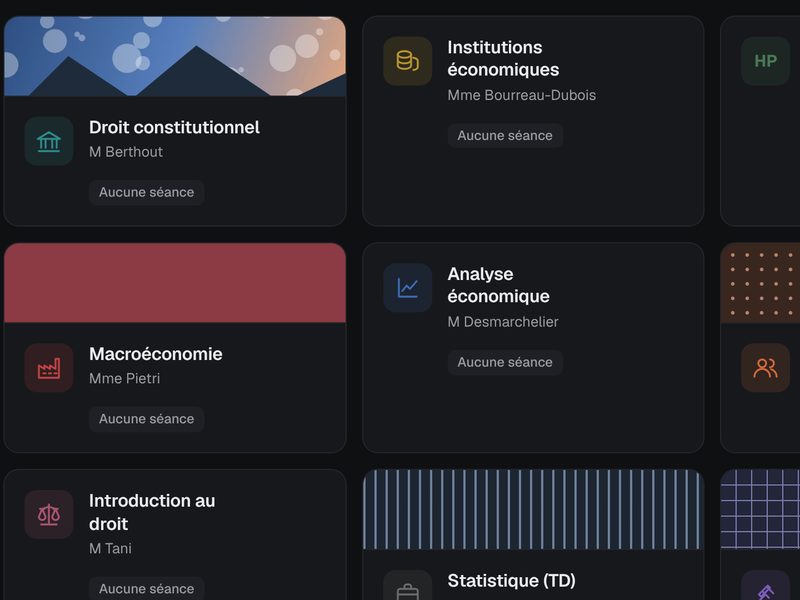 Droit constitutionnel
M Berthout
Aucune séance
Institutions
économiques
Mme Bourreau-Dubois
Aucune séance
HP
Macroéconomie
Mme Pietri
Aucune séance
Analyse
économique
M Desmarchelier
Aucune séance
Introduction au
droit
M Tani
Aucune séance
Statistique (TD)